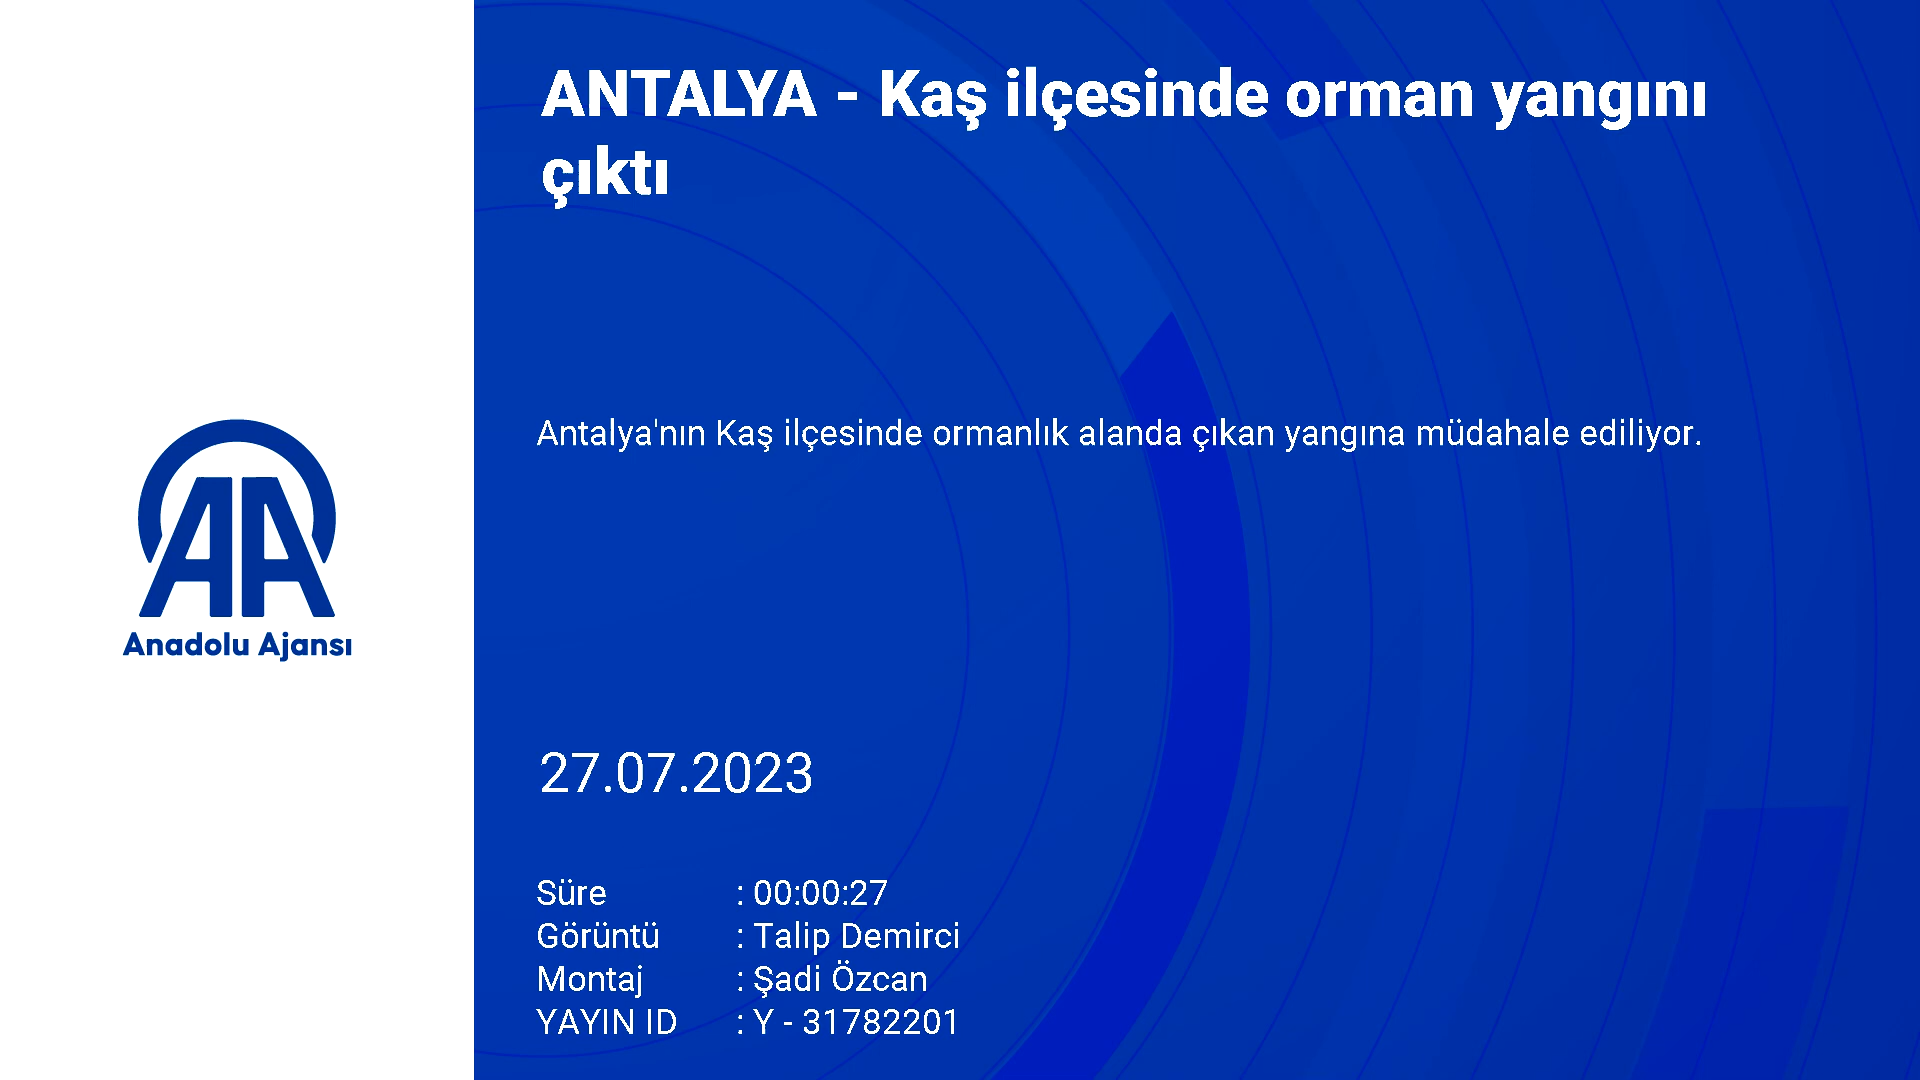 ANTALYA - Kaş ilçesinde orman yangını
çıktı
Antalya'nın Kaş ilçesinde ormanlık alanda çıkan yangına müdahale ediliyor.
AA
Anadolu Ajansı
27.07.2023
Süre : 00:00:27
Görüntü : Talip Demirci
Montaj : Şadi Özcan
YAYIN ID : Y - 31782201